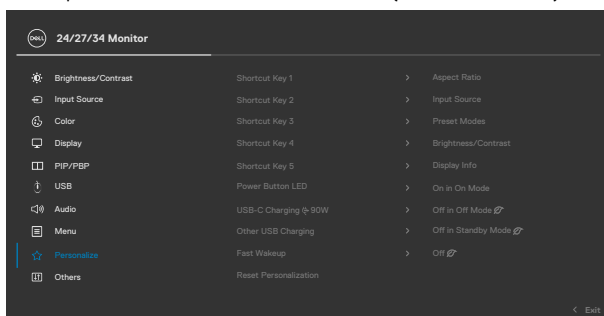 DELL 24/27/34 Monitor
Brightness/Contrast Shortcut Key 1 > Aspect Ratio
Input Source Shortcut Key 2 > Input Source
Color Shortcut Key 3 > Preset Modes
Display Shortcut Key 4 > Brightness/Contrast
PIP/PBP Shortcut Key 5 > Display Info
USB Power Button LED > On in On Mode
Audio USB-C Charging 90W > Off in Off Mode
Menu Other USB Charging > Off in Standby Mode
Personalize Fast Wakeup > Off
Others Reset Personalization
< Exit